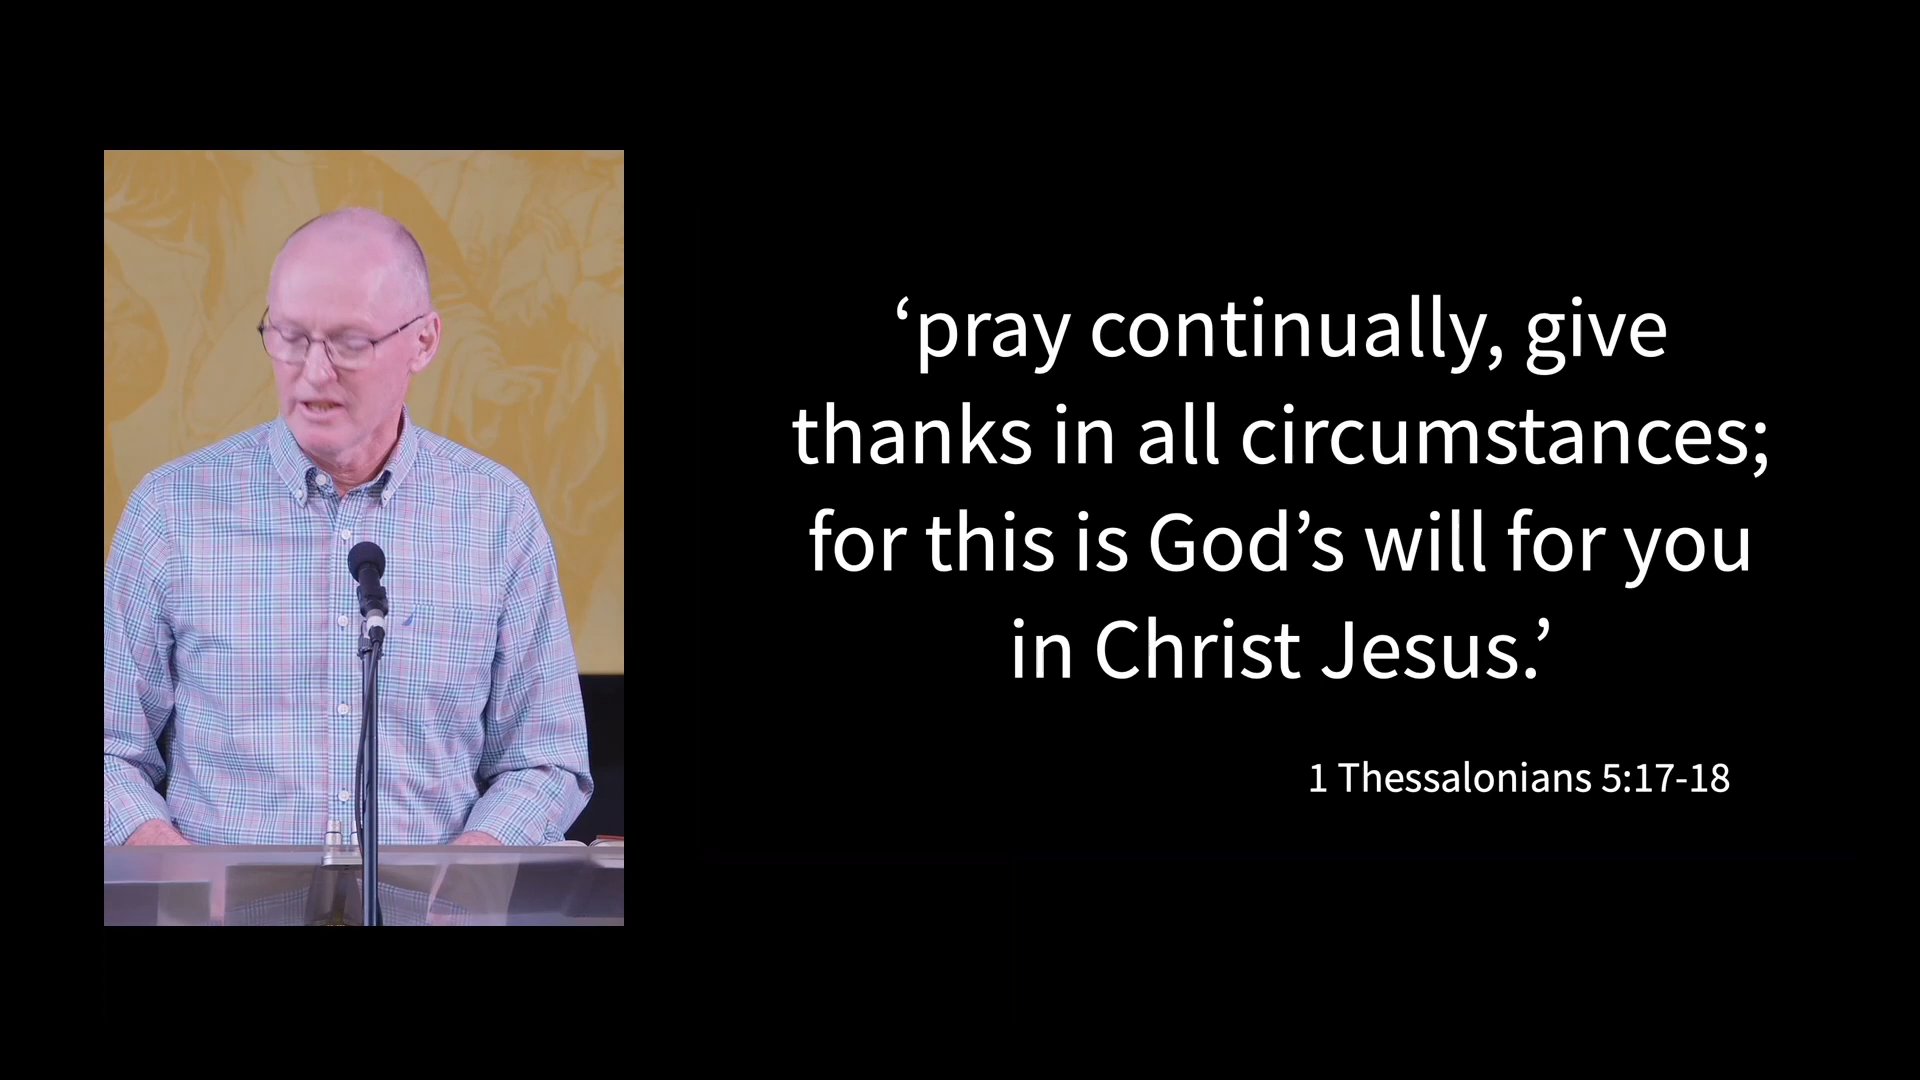 ‘pray continually, give
thanks in all circumstances;
for this is God’s will for you
in Christ Jesus.’
1 Thessalonians 5:17-18